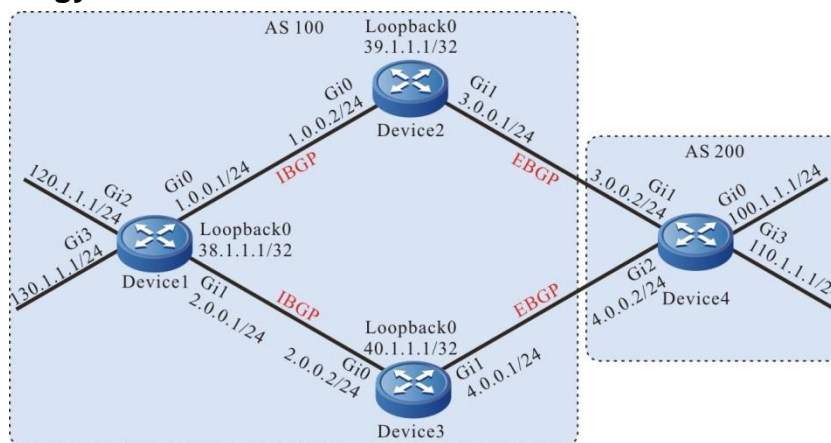 AS 100
Loopback0
39.1.1.1/32
Gi0
1.0.0.2/24
Device2
Gi1
3.0.0.1/24
AS 200
120.1.1.1/24
Gi2
Gi0
1.0.0.1/24
IBGP
EBGP
3.0.0.2/24
Gi1
Gi0
100.1.1.1/24
Gi3
130.1.1.1/24
Device1
Loopback0
38.1.1.1/32
Gi3
Gi2
4.0.0.2/24
Device4
Gi1
2.0.0.1/24
IBGP
EBGP
Loopback0
40.1.1.1/32
Gi0
2.0.0.2/24
Gi1
4.0.0.1/24
Device3